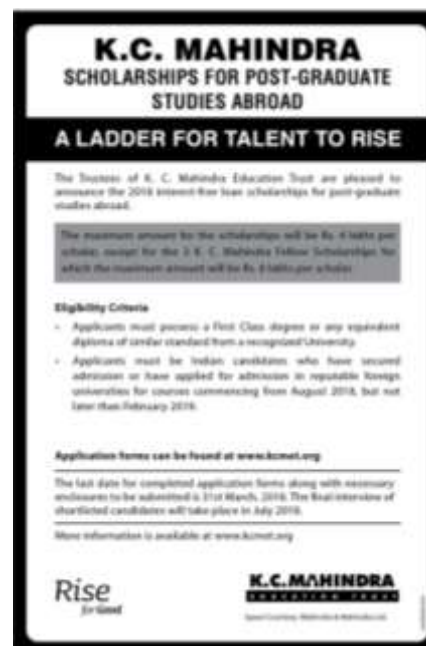 K.C. MAHINDRA
SCHOLARSHIPS FOR POST-GRADUATE
STUDIES ABROAD
A LADDER FOR TALENT TO RISE
The Trustees of K. C. Mahindra Education Trust are pleased to
announce the 2018 interest-free loan scholarships for post-graduate
studies abroad.
The maximum amount for the scholarships will be Rs. 4 lakhs per
scholar, except for the 3 K. C. Mahindra Fellow Scholarships for
which the maximum amount will be Rs. 8 lakhs per scholar
Eligibility Criteria
• Applicants must possess a First Class degree or any equivalent
diploma of similar standard from a recognized University.
• Applicants must be Indian candidates who have secured
admission or have applied for admission in reputable foreign
universities for courses commencing from August 2018, but not
later than February 2019.
Application forms can be found at www.kcmet.org
The last date for completed application forms along with necessary
enclosures to be submitted is 31st March, 2018. The final interview of
shortlisted candidates will take place in July 2018.
More information is available at www.kcmet.org
Rise
for Good
K.C.MAHINDRA
EDUCATION TRUST